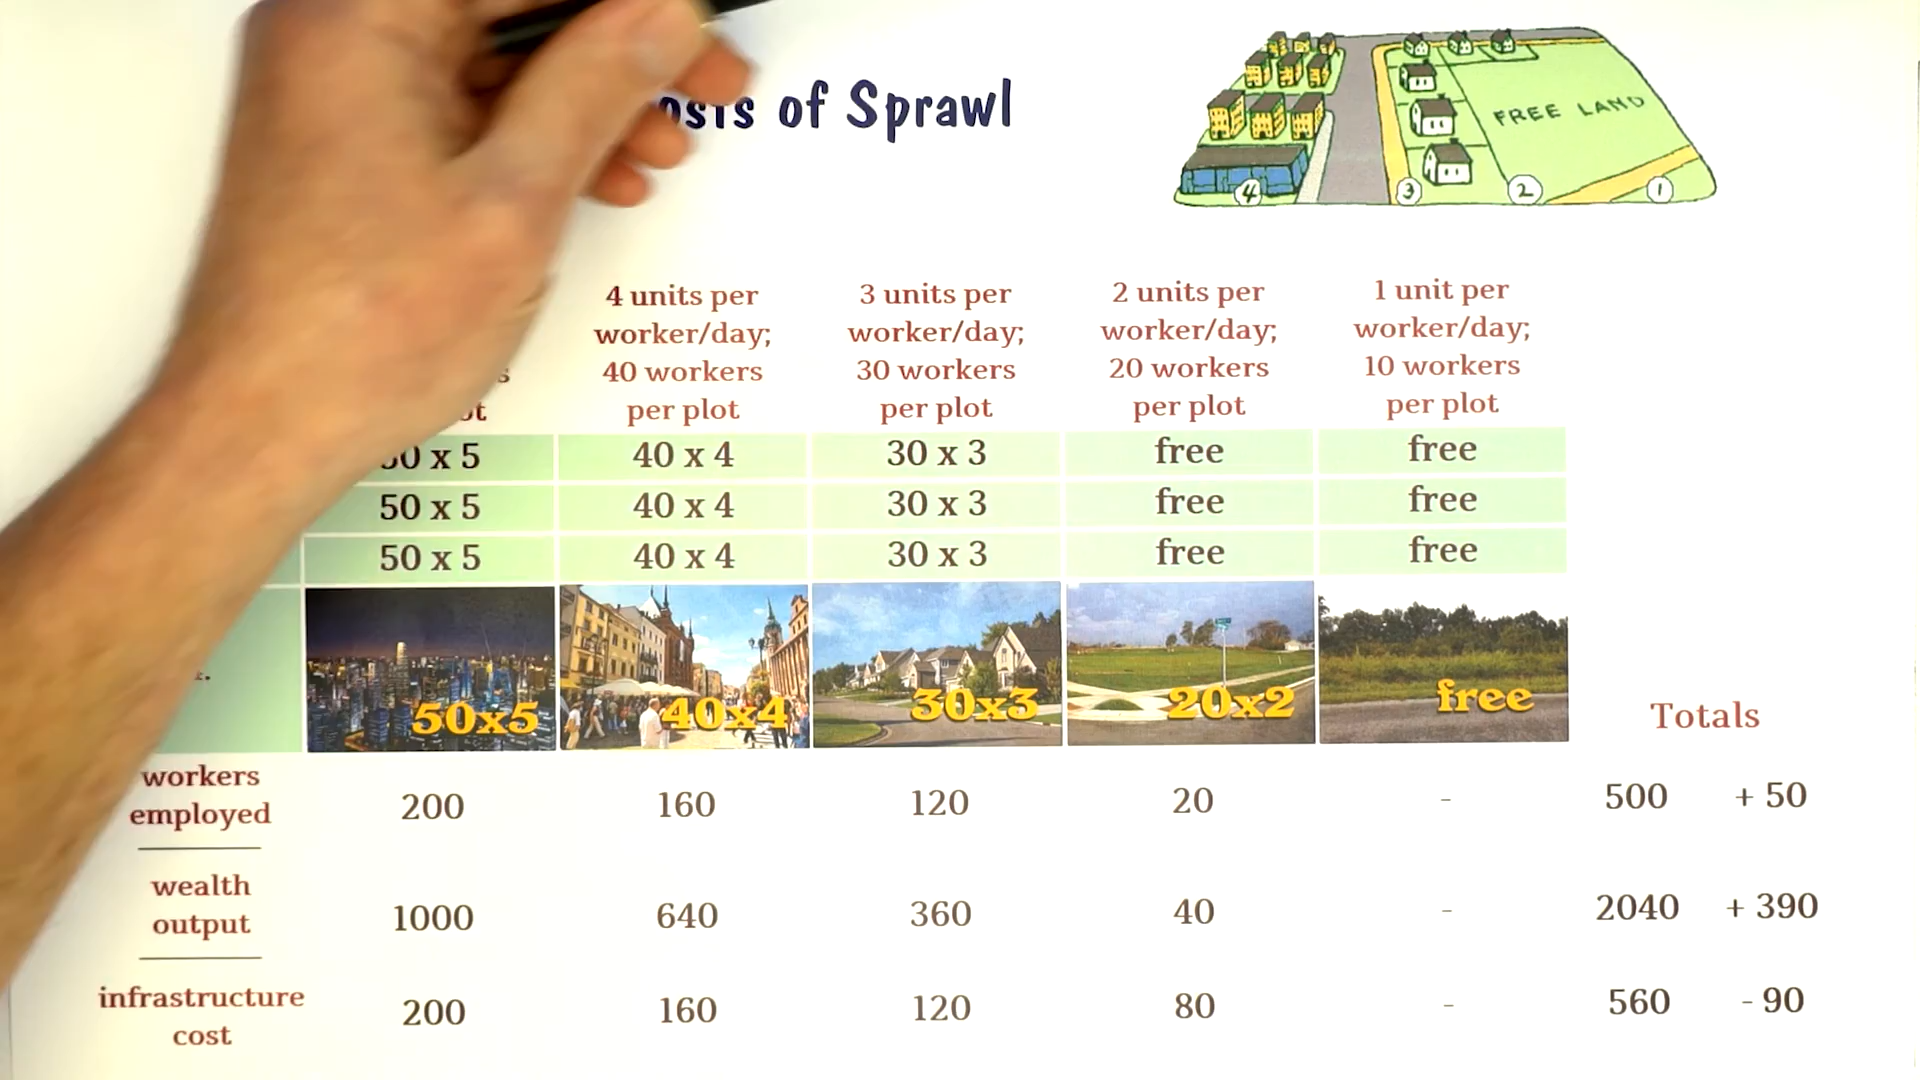 of Sprawl
FREE LAND
4 3 2 1
4 units per 3 units per 2 units per 1 unit per
worker/day; worker/day; worker/day; worker/day;
40 workers 30 workers 20 workers 10 workers
per plot per plot per plot per plot
x 5 40 x 4 30 x 3 free free
50 x 5 40 x 4 30 x 3 free free
50 x 5 40 x 4 30 x 3 free free
50x5 40x4 30x3 20x2 free
Totals
workers
employed 200 160 120 20 - 500 + 50
wealth
output 1000 640 360 40 - 2040 + 390
infrastructure
cost 200 160 120 80 - 560 - 90